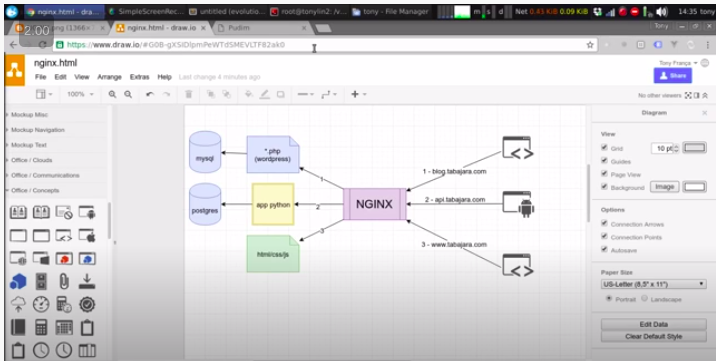 nginx.html - dra...
SimpleScreenRec...
untitled (evolutio...
root@tonylin2: /v...
tony - File Manager
m s d
Net 0.43 KiB 0.09 KiB
14:35 tony
2.00
(1366×
nginx.html - draw.io
Pudim
Tony
https://www.draw.io/#G0B-gXSIDlpmPeWTdSMEVLTF82ak0
nginx.html
Tony França
File Edit View Arrange Extras Help Last change 4 minutes ago
Share
100%
No other viewers
Mockup Misc
Mockup Navigation
Mockup Text
Office / Clouds
Office / Communications
Office / Concepts
mysql
*.php
(wordpress)
postgres
app python
html/css/js
NGINX
1
2
3
1 - blog.tabajara.com
2 - api.tabajara.com
3 - www.tabajara.com
Diagram
View
Grid
10 pt
Guides
Page View
Background
Image
Options
Connection Arrows
Connection Points
Autosave
Paper Size
US-Letter (8,5" x 11")
Portrait
Landscape
Edit Data
Clear Default Style